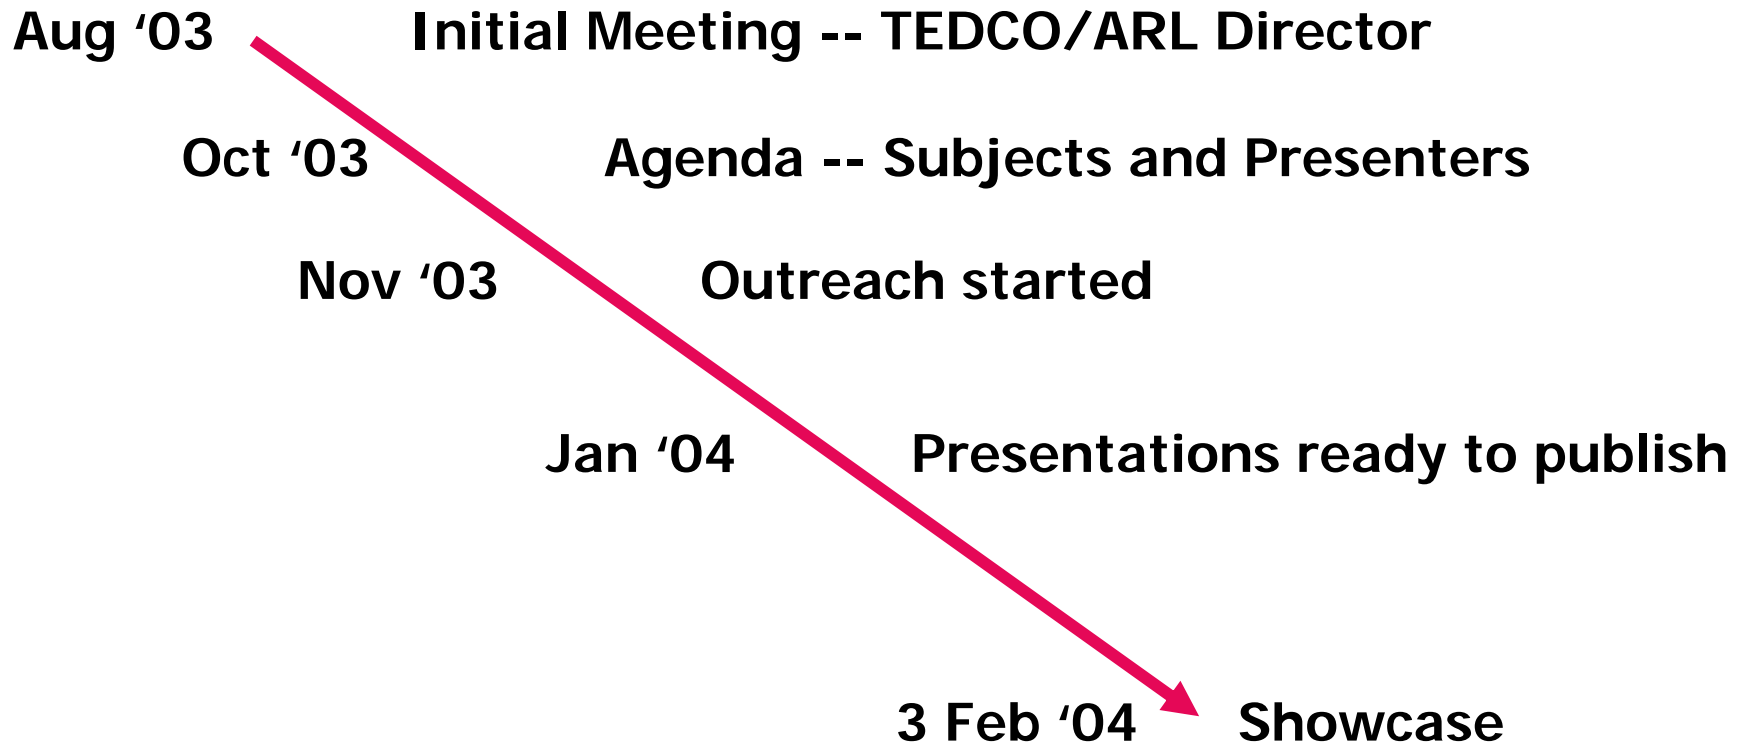 Aug ‘03 Initial Meeting -- TEDCO/ARL Director
Oct ‘03 Agenda -- Subjects and Presenters
Nov ‘03 Outreach started
Jan ‘04 Presentations ready to publish
3 Feb ‘04 Showcase